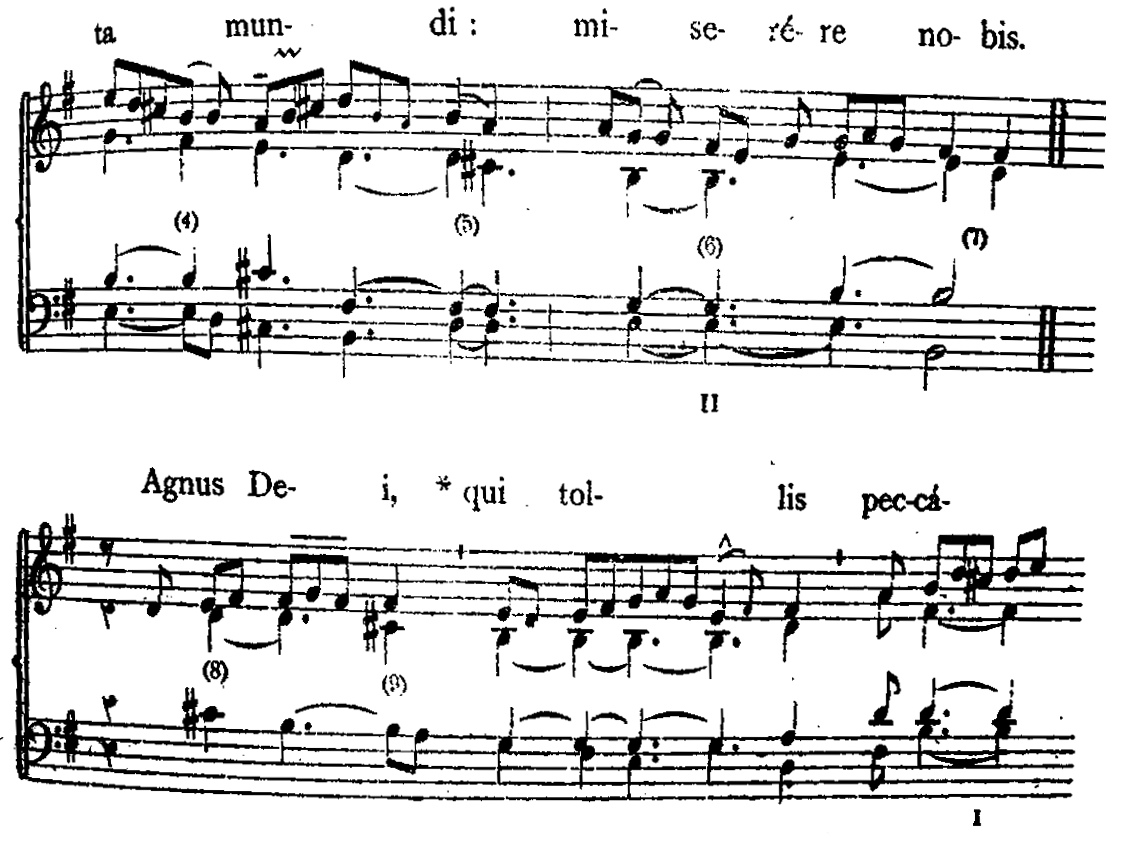 ta mun- di : mi- se- ré- re no- bis.
(4) (5) (6) (7)
II
Agnus De- i, * qui tol- lis pec-cá-
(8) (9)
I